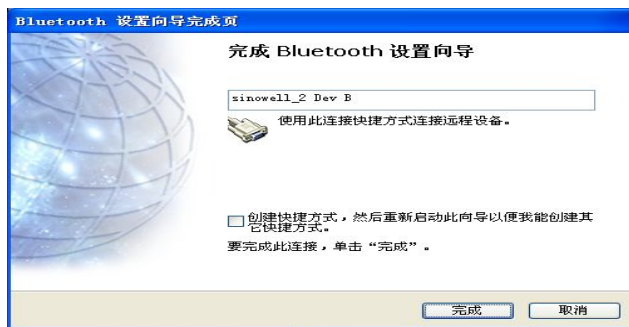 Bluetooth 设置向导完成页
完成 Bluetooth 设置向导
sinowell_2 Dev B
使用此连接快捷方式连接远程设备。
创建快捷方式，然后重新启动此向导以便我能创建其
它快捷方式。
要完成此连接，单击“完成”。
完成
取消